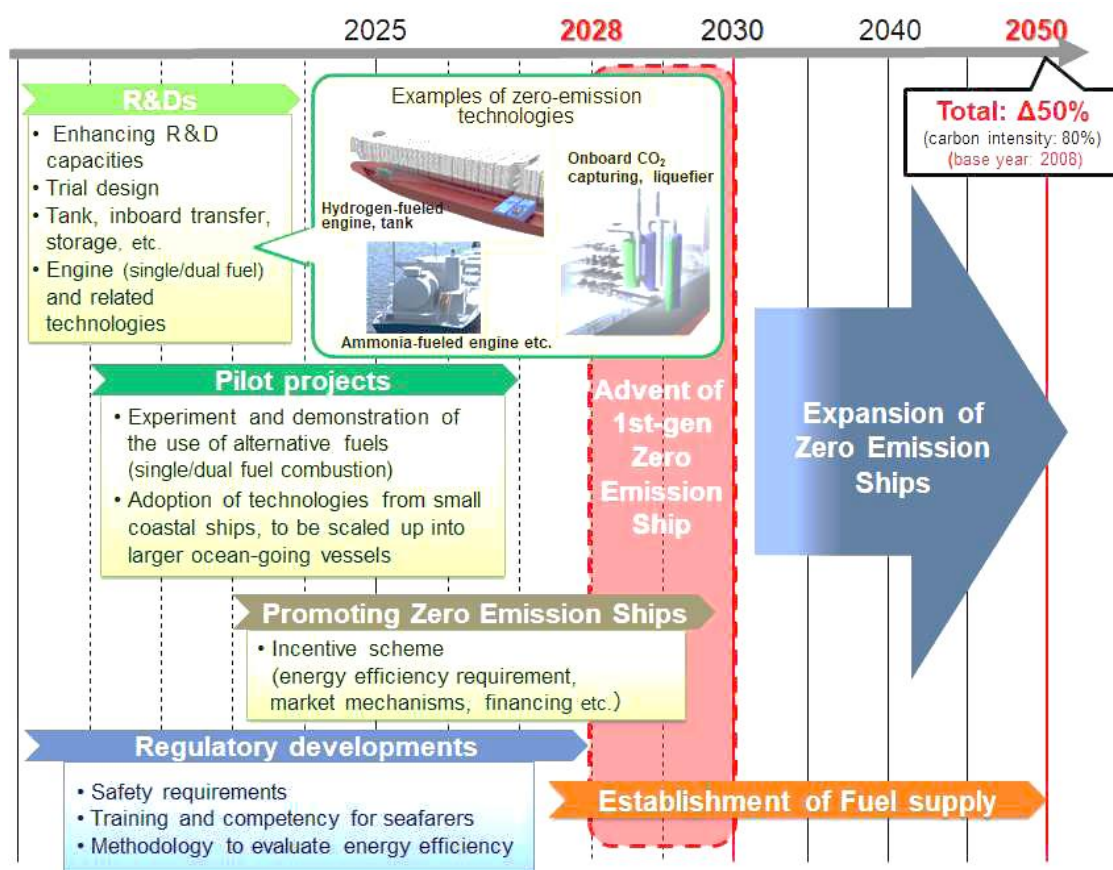 2025
2028
2030
2040
2050
Total: Δ50%
(carbon intensity: 80%)
(base year: 2008)
R&Ds
• Enhancing R&D
capacities
• Trial design
• Tank, inboard transfer,
storage, etc.
• Engine (single/dual fuel)
and related
technologies
Examples of zero-emission
technologies
Hydrogen-fueled
engine, tank
Onboard CO₂
capturing, liquefier
Ammonia-fueled engine etc.
Pilot projects
• Experiment and demonstration of
the use of alternative fuels
(single/dual fuel combustion)
• Adoption of technologies from small
coastal ships, to be scaled up into
larger ocean-going vessels
Advent of
1st-gen
Zero
Emission
Ship
Expansion of
Zero Emission
Ships
Promoting Zero Emission Ships
• Incentive scheme
(energy efficiency requirement,
market mechanisms, financing etc.)
Regulatory developments
• Safety requirements
• Training and competency for seafarers
• Methodology to evaluate energy efficiency
Establishment of Fuel supply